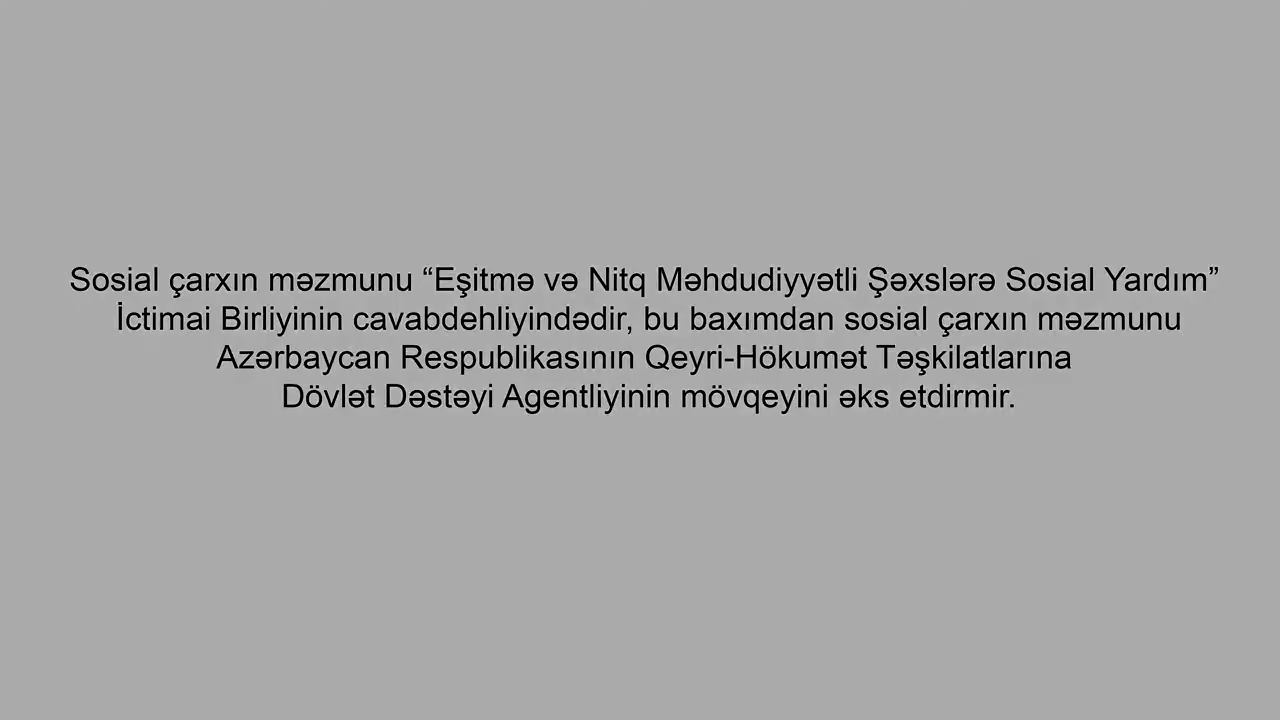 Sosial çarxın məzmunu “Eşitmə və Nitq Məhdudiyyətli Şəxslərə Sosial Yardım”
İctimai Birliyinin cavabdehliyindədir, bu baxımdan sosial çarxın məzmunu
Azərbaycan Respublikasının Qeyri-Hökumət Təşkilatlarına
Dövlət Dəstəyi Agentliyinin mövqeyini əks etdirmir.